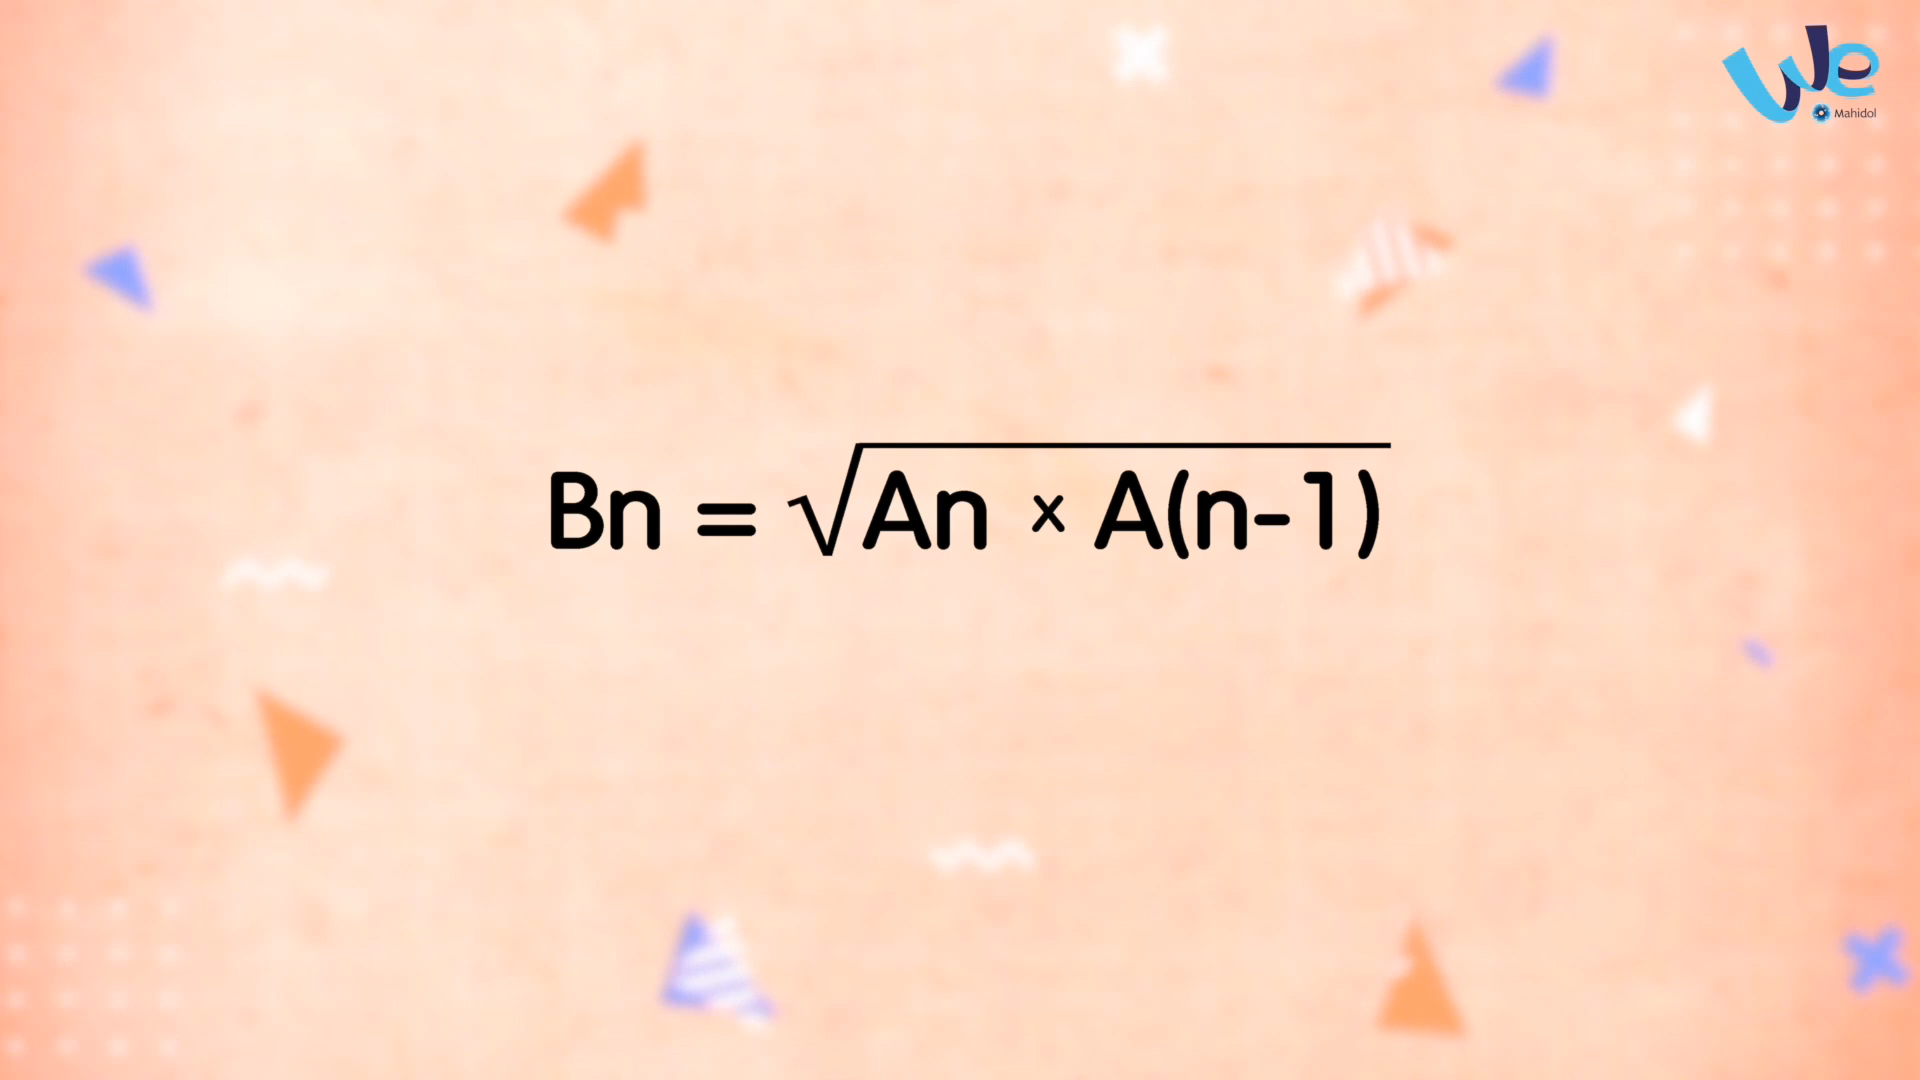 We
Mahidol
Bn = √An × A(n-1)